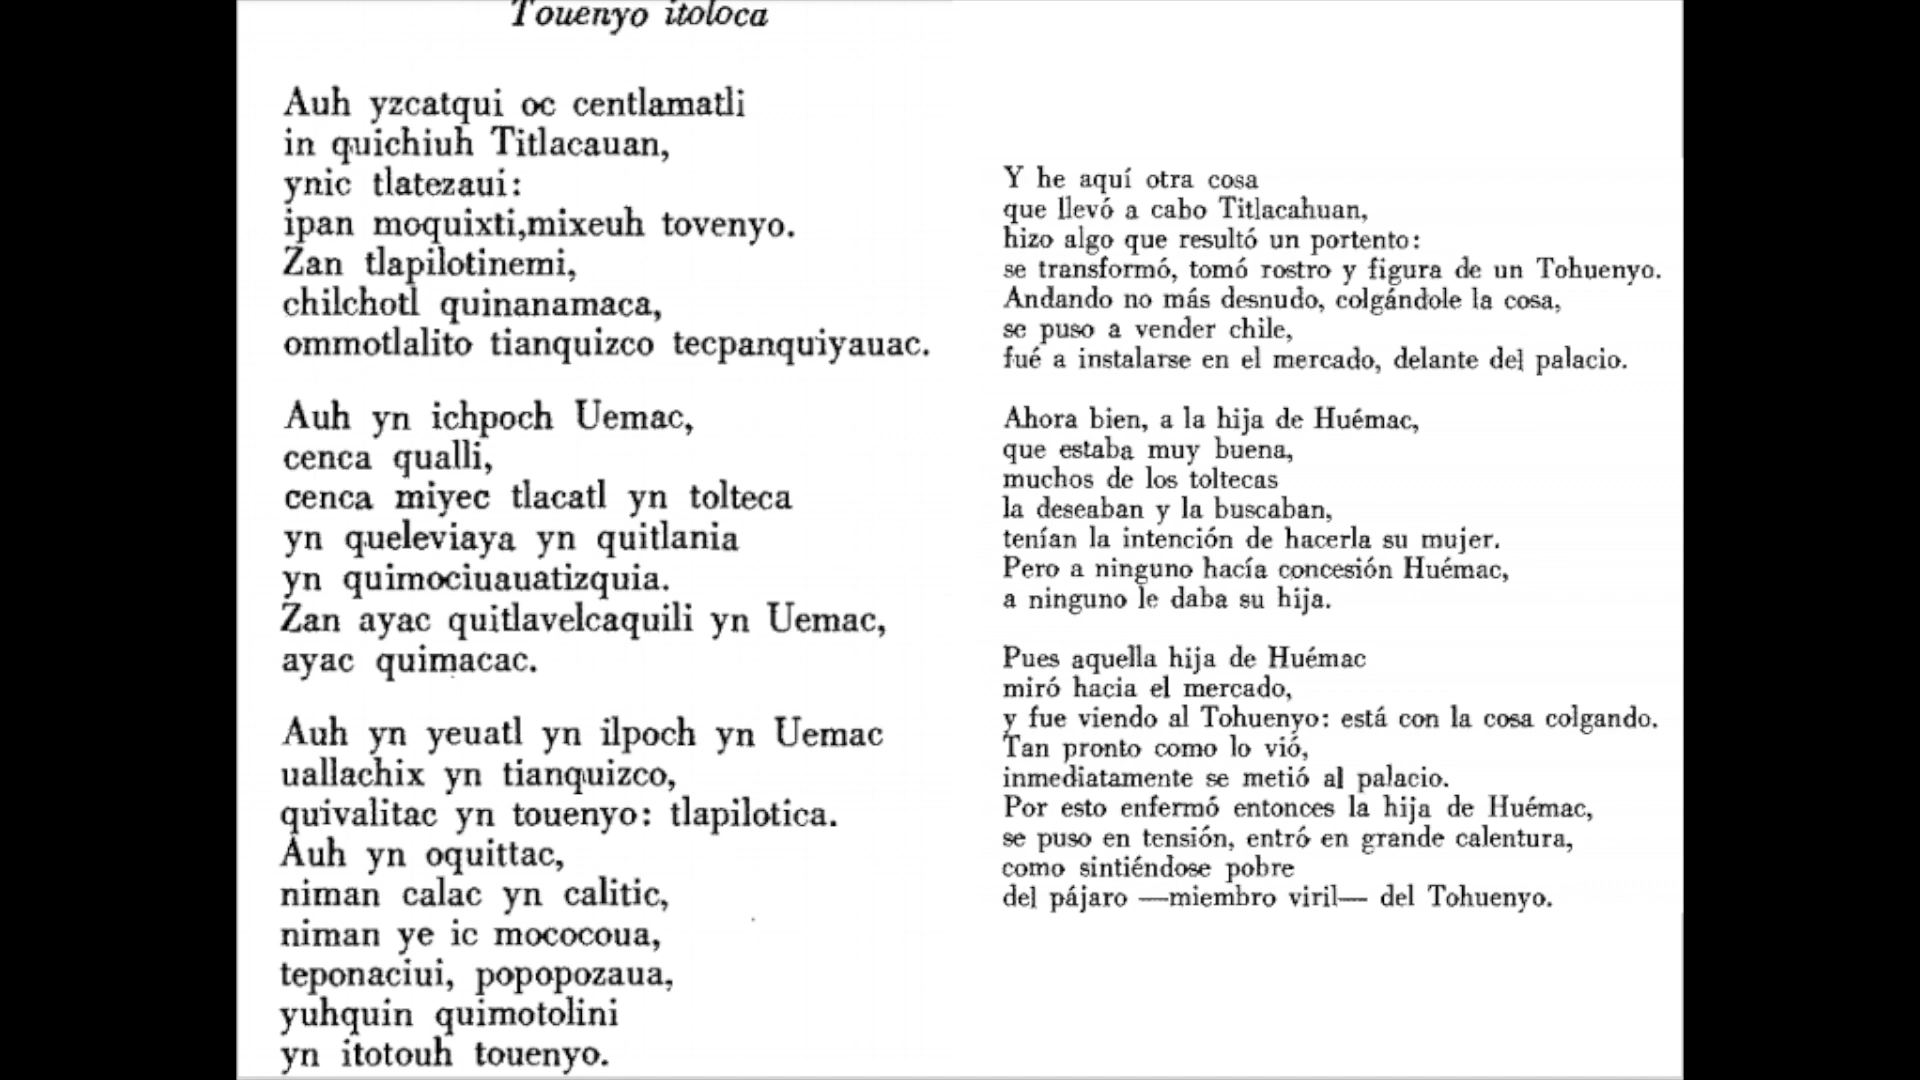 Touenyo itoloca
Auh yzcatqui oc centlamatli
in quichiuh Titlacauan,
ynic tlatezaui:
ipan moquixti,mixeuh tovenyo.
Zan tlapilotinemi,
chilchotl quinanamaca,
ommotlalito tianquizco tecpanquiyauac.
Auh yn ichpoch Uemac,
cenca qualli,
cenca miyec tlacatl yn tolteca
yn queleviaya yn quitlania
yn quimociuauatizquia.
Zan ayac quitlavelcaquili yn Uemac,
ayac quimacac.
Auh yn yeuatl yn ilpoch yn Uemac
uallachix yn tianquizco,
quivalitac yn touenyo: tlapilotica.
Auh yn oquittac,
niman calac yn calitic,
niman ye ic mococoua,
teponaciui, popopozaua,
yuhquin quimotolini
yn itotouh touenyo.
Y he aquí otra cosa
que llevó a cabo Titlacahuan,
hizo algo que resultó un portento:
se transformó, tomó rostro y figura de un Tohuenyo.
Andando no más desnudo, colgándole la cosa,
se puso a vender chile,
fué a instalarse en el mercado, delante del palacio.
Ahora bien, a la hija de Huémac,
que estaba muy buena,
muchos de los toltecas
la deseaban y la buscaban,
tenían la intención de hacerla su mujer.
Pero a ninguno hacía concesión Huémac,
a ninguno le daba su hija.
Pues aquella hija de Huémac
miró hacia el mercado,
y fue viendo al Tohuenyo: está con la cosa colgando.
Tan pronto como lo vió,
inmediatamente se metió al palacio.
Por esto enfermó entonces la hija de Huémac,
se puso en tensión, entró en grande calentura,
como sintiéndose pobre
del pájaro —miembro viril— del Tohuenyo.